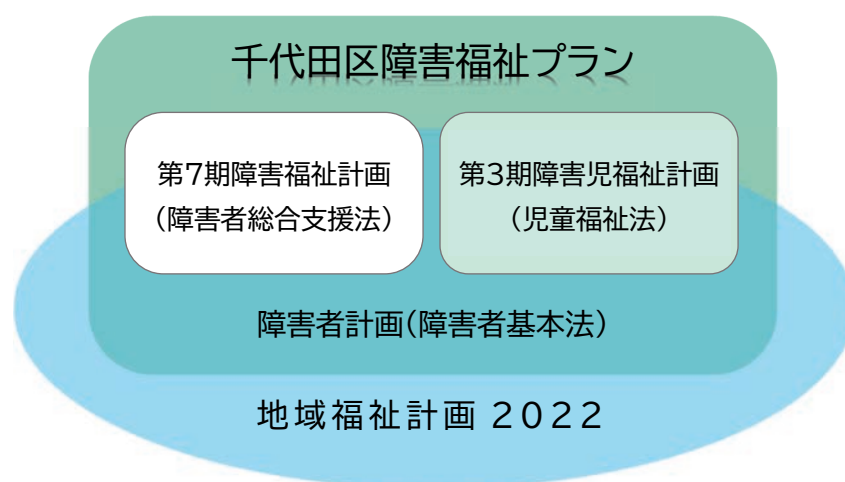 千代田区障害福祉プラン
第7期障害福祉計画
(障害者総合支援法)
第3期障害児福祉計画
(児童福祉法)
障害者計画(障害者基本法)
地域福祉計画 2022